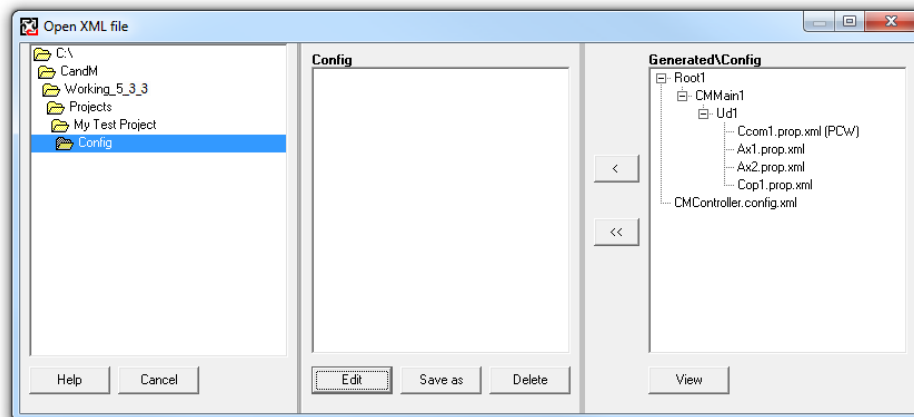 Open XML file
C:\
CandM
Working_5_3_3
Projects
My Test Project
Config
Help
Cancel
Config
Edit
Save as
Delete
<
<<
Generated\Config
Root1
CMMain1
Ud1
Ccom1.prop.xml (PCW)
Ax1.prop.xml
Ax2.prop.xml
Cop1.prop.xml
CMController.config.xml
View